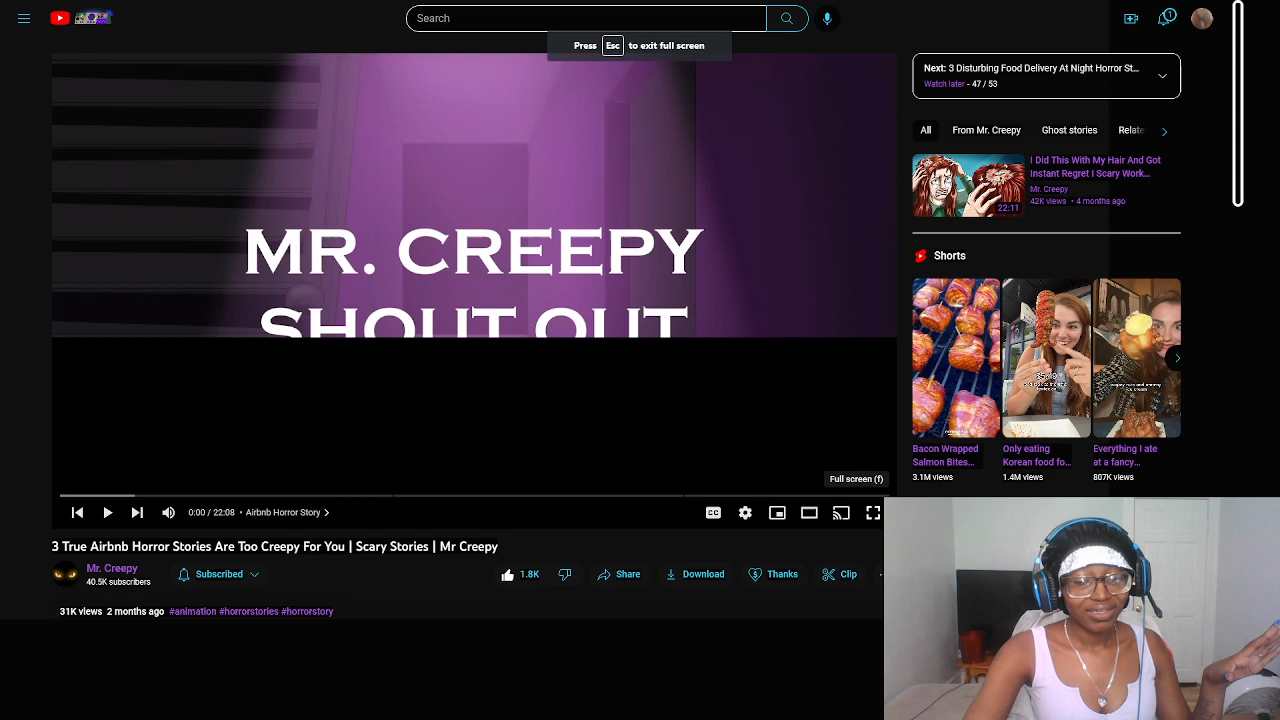 Search
Press Esc to exit full screen
1
MR. CREEPY
SHOUT OUT
Full screen (f)
0:00 / 22:08 • Airbnb Horror Story
CC
3 True Airbnb Horror Stories Are Too Creepy For You | Scary Stories | Mr Creepy
Mr. Creepy
40.5K subscribers
Subscribed
1.8K
Share
Download
Thanks
Clip
31K views 2 months ago #animation #horrorstories #horrorstory
Next: 3 Disturbing Food Delivery At Night Horror St...
Watch later - 47 / 53
All
From Mr. Creepy
Ghost stories
Relate
22:11
I Did This With My Hair And Got
Instant Regret I Scary Work...
Mr. Creepy
42K views • 4 months ago
Shorts
Bacon Wrapped
Salmon Bites...
3.1M views
Only eating
Korean food fo...
1.4M views
Everything I ate
at a fancy...
807K views